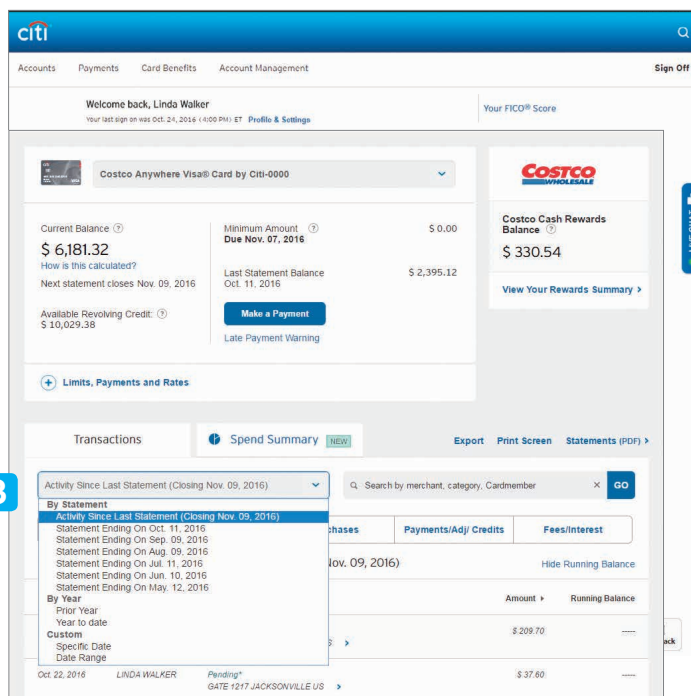 citi
Accounts Payments Card Benefits Account Management Sign Off
Welcome back, Linda Walker
Your last sign on was Oct. 24, 2016 (4:00 PM) ET Profile & Settings
Your FICO® Score
Costco Anywhere Visa® Card by Citi-0000
COSTCO
WHOLESALE
Current Balance ?
$ 6,181.32
How is this calculated?
Next statement closes Nov. 09, 2016
Available Revolving Credit: ?
$ 10,029.38
Minimum Amount ? $ 0.00
Due Nov. 07, 2016
Last Statement Balance $ 2,395.12
Oct. 11, 2016
Make a Payment
Late Payment Warning
Costco Cash Rewards
Balance ?
$ 330.54
View Your Rewards Summary >
+ Limits, Payments and Rates
Transactions Spend Summary NEW Export Print Screen Statements (PDF) >
3
Activity Since Last Statement (Closing Nov. 09, 2016)
Search by merchant, category, Cardmember × GO
By Statement
Activity Since Last Statement (Closing Nov. 09, 2016)
Statement Ending On Oct. 11, 2016
Statement Ending On Sep. 09, 2016
Statement Ending On Aug. 09, 2016
Statement Ending On Jul. 11, 2016
Statement Ending On Jun. 10, 2016
Statement Ending On May. 12, 2016
By Year
Prior Year
Year to date
Custom
Specific Date
Date Range
chases Payments/Adj/ Credits Fees/Interest
Nov. 09, 2016) Hide Running Balance
Amount Running Balance
$ 209.70 -----
S >
ack
Oct. 22, 2016 LINDA WALKER Pending* $ 37.60 -----
GATE 1217 JACKSONVILLE US >